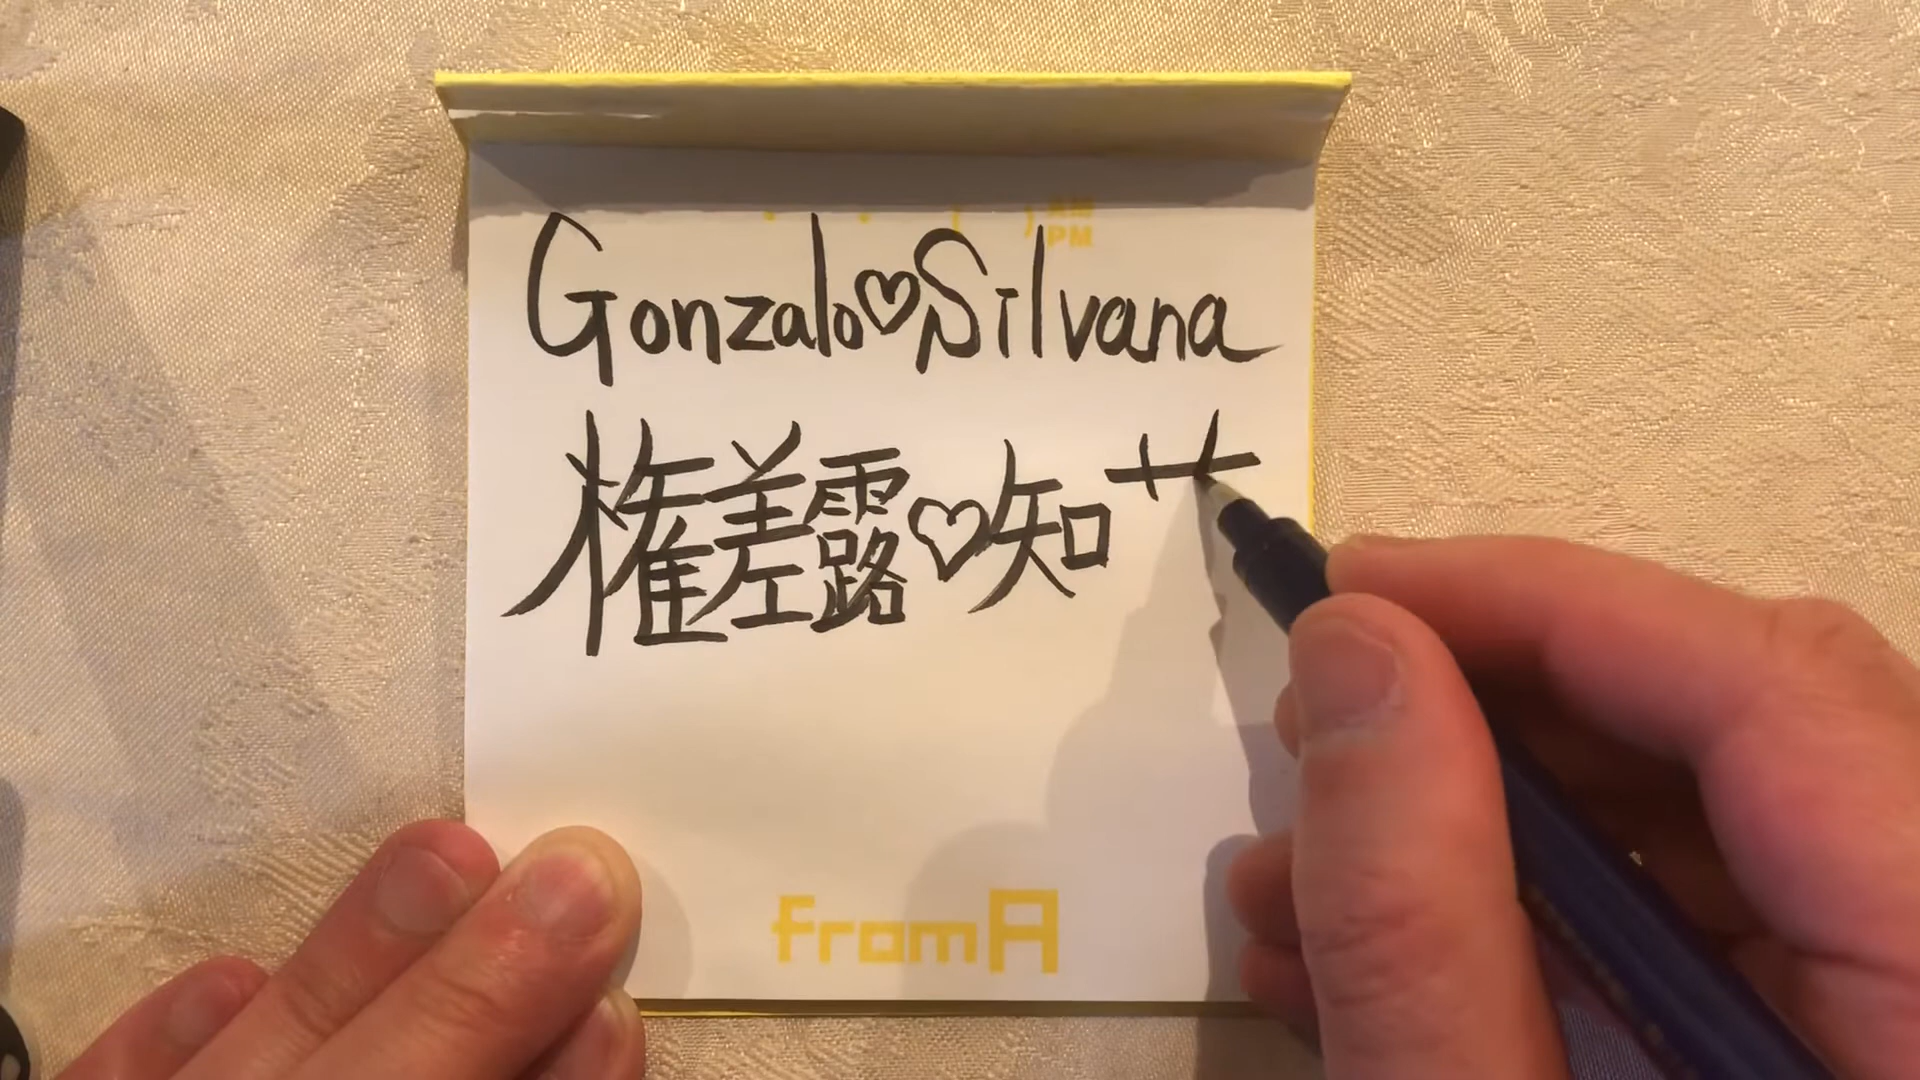 PM
Gonzalo♡Silvana
権差露♡知
fromA